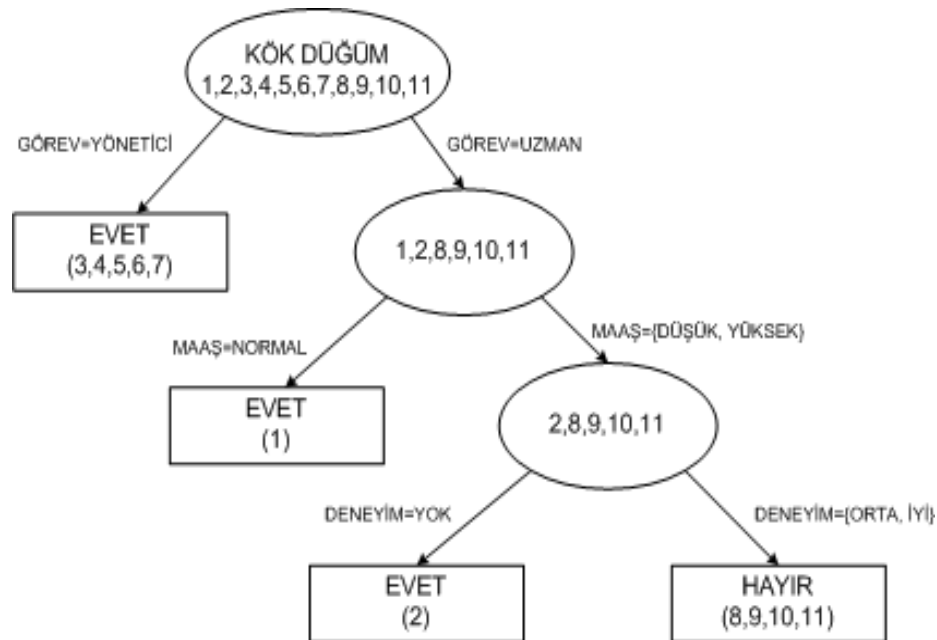 KÖK DÜĞÜM
1,2,3,4,5,6,7,8,9,10,11
GÖREV=YÖNETİCİ
GÖREV=UZMAN
EVET
(3,4,5,6,7)
1,2,8,9,10,11
MAAŞ=NORMAL
MAAŞ={DÜŞÜK, YÜKSEK}
EVET
(1)
2,8,9,10,11
DENEYİM=YOK
DENEYİM={ORTA, İYİ}
EVET
(2)
HAYIR
(8,9,10,11)